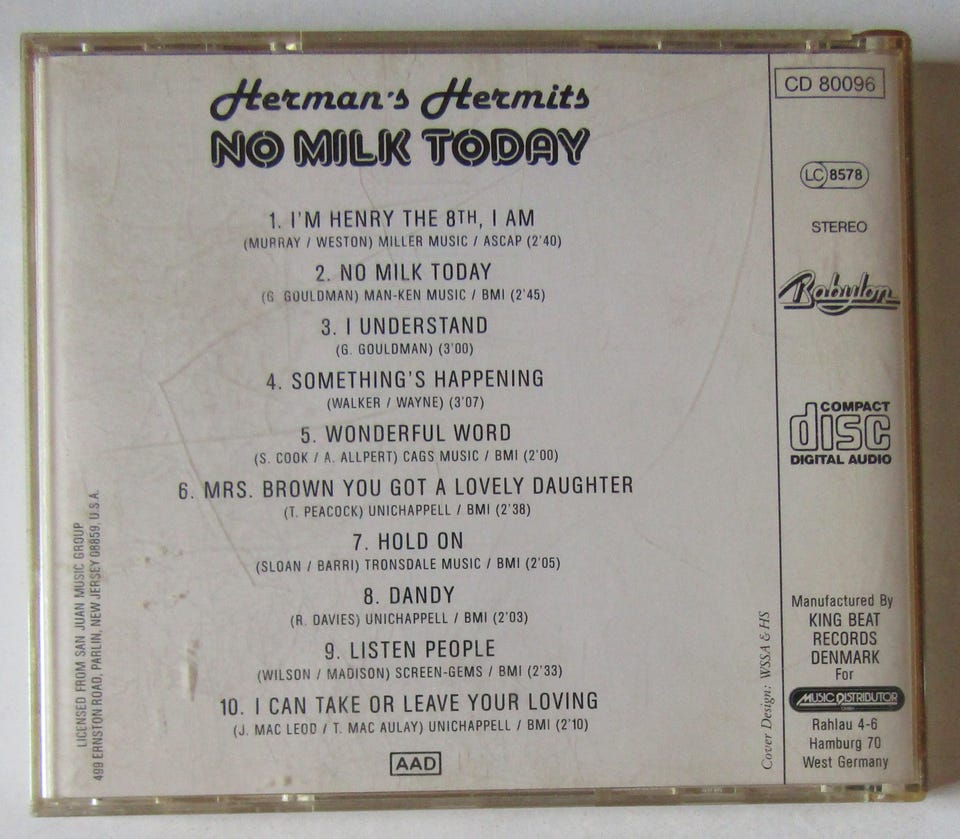 Herman's Hermits
NO MILK TODAY
1. I'M HENRY THE 8TH, I AM
(MURRAY / WESTON) MILLER MUSIC / ASCAP (2'40)
2. NO MILK TODAY
(G. GOULDMAN) MAN-KEN MUSIC / BMI (2'45)
3. I UNDERSTAND
(G. GOULDMAN) (3'00)
4. SOMETHING'S HAPPENING
(WALKER / WAYNE) (3'07)
5. WONDERFUL WORD
(S. COOK / A. ALLPERT) CAGS MUSIC / BMI (2'00)
6. MRS. BROWN YOU GOT A LOVELY DAUGHTER
(T. PEACOCK) UNICHAPPELL / BMI (2'38)
7. HOLD ON
(SLOAN / BARRI) TRONSDALE MUSIC / BMI (2'05)
8. DANDY
(R. DAVIES) UNICHAPPELL / BMI (2'03)
9. LISTEN PEOPLE
(WILSON / MADISON) SCREEN-GEMS / BMI (2'33)
10. I CAN TAKE OR LEAVE YOUR LOVING
(J. MAC LEOD / T. MAC AULAY) UNICHAPPELL / BMI (2'10)
AAD
LICENSED FROM SAN JUAN MUSIC GROUP
499 ERNSTON ROAD, PARLIN, NEW JERSEY 08859, U.S.A.
Cover Design: WSSA & HS
CD 80096
LC 8578
STEREO
Babylon
COMPACT
disc
DIGITAL AUDIO
Manufactured By
KING BEAT
RECORDS
DENMARK
For
MUSIC DISTRIBUTOR
Rahlau 4-6
Hamburg 70
West Germany